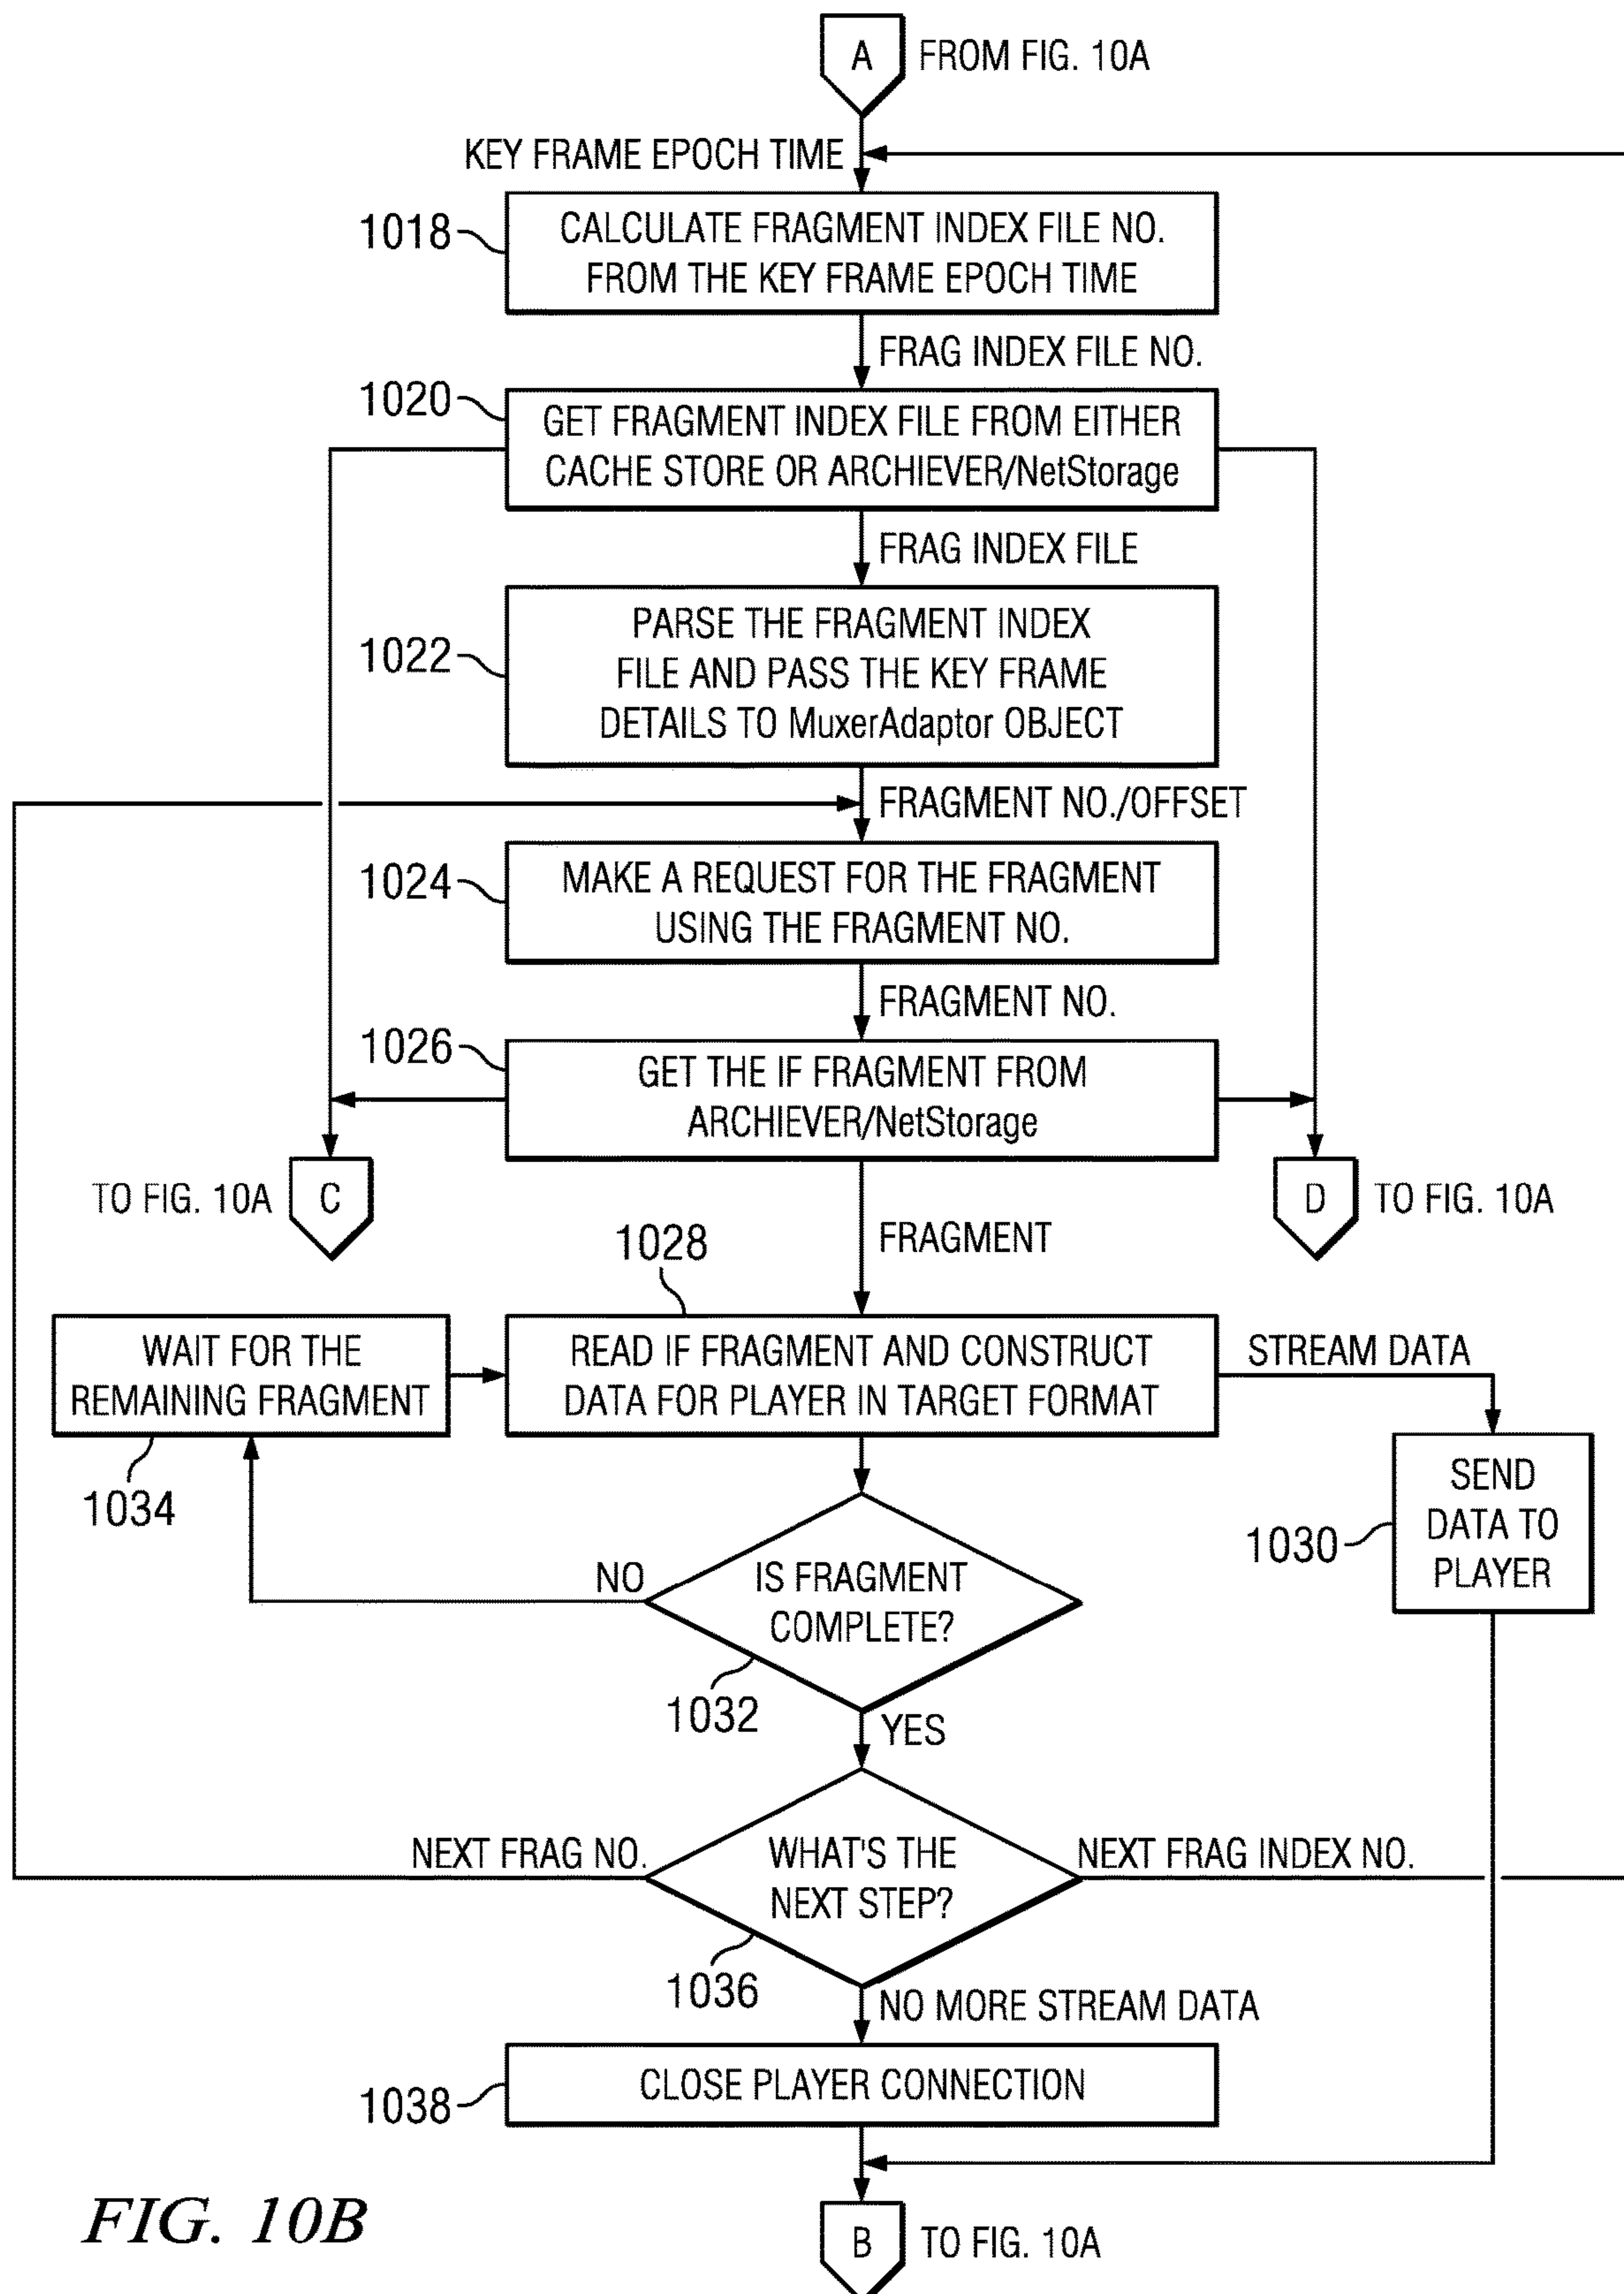 A FROM FIG. 10A
KEY FRAME EPOCH TIME
1018
CALCULATE FRAGMENT INDEX FILE NO.
FROM THE KEY FRAME EPOCH TIME
FRAG INDEX FILE NO.
1020
GET FRAGMENT INDEX FILE FROM EITHER
CACHE STORE OR ARCHIEVER/NetStorage
FRAG INDEX FILE
1022
PARSE THE FRAGMENT INDEX
FILE AND PASS THE KEY FRAME
DETAILS TO MuxerAdaptor OBJECT
FRAGMENT NO./OFFSET
1024
MAKE A REQUEST FOR THE FRAGMENT
USING THE FRAGMENT NO.
FRAGMENT NO.
1026
GET THE IF FRAGMENT FROM
ARCHIEVER/NetStorage
TO FIG. 10A C
D TO FIG. 10A
FRAGMENT
1028
WAIT FOR THE
REMAINING FRAGMENT
1034
READ IF FRAGMENT AND CONSTRUCT
DATA FOR PLAYER IN TARGET FORMAT
STREAM DATA
SEND
DATA TO
PLAYER
1030
NO
IS FRAGMENT
COMPLETE?
1032
YES
NEXT FRAG NO.
WHAT'S THE
NEXT STEP?
NEXT FRAG INDEX NO.
1036
NO MORE STREAM DATA
CLOSE PLAYER CONNECTION
1038
B TO FIG. 10A
FIG. 10B